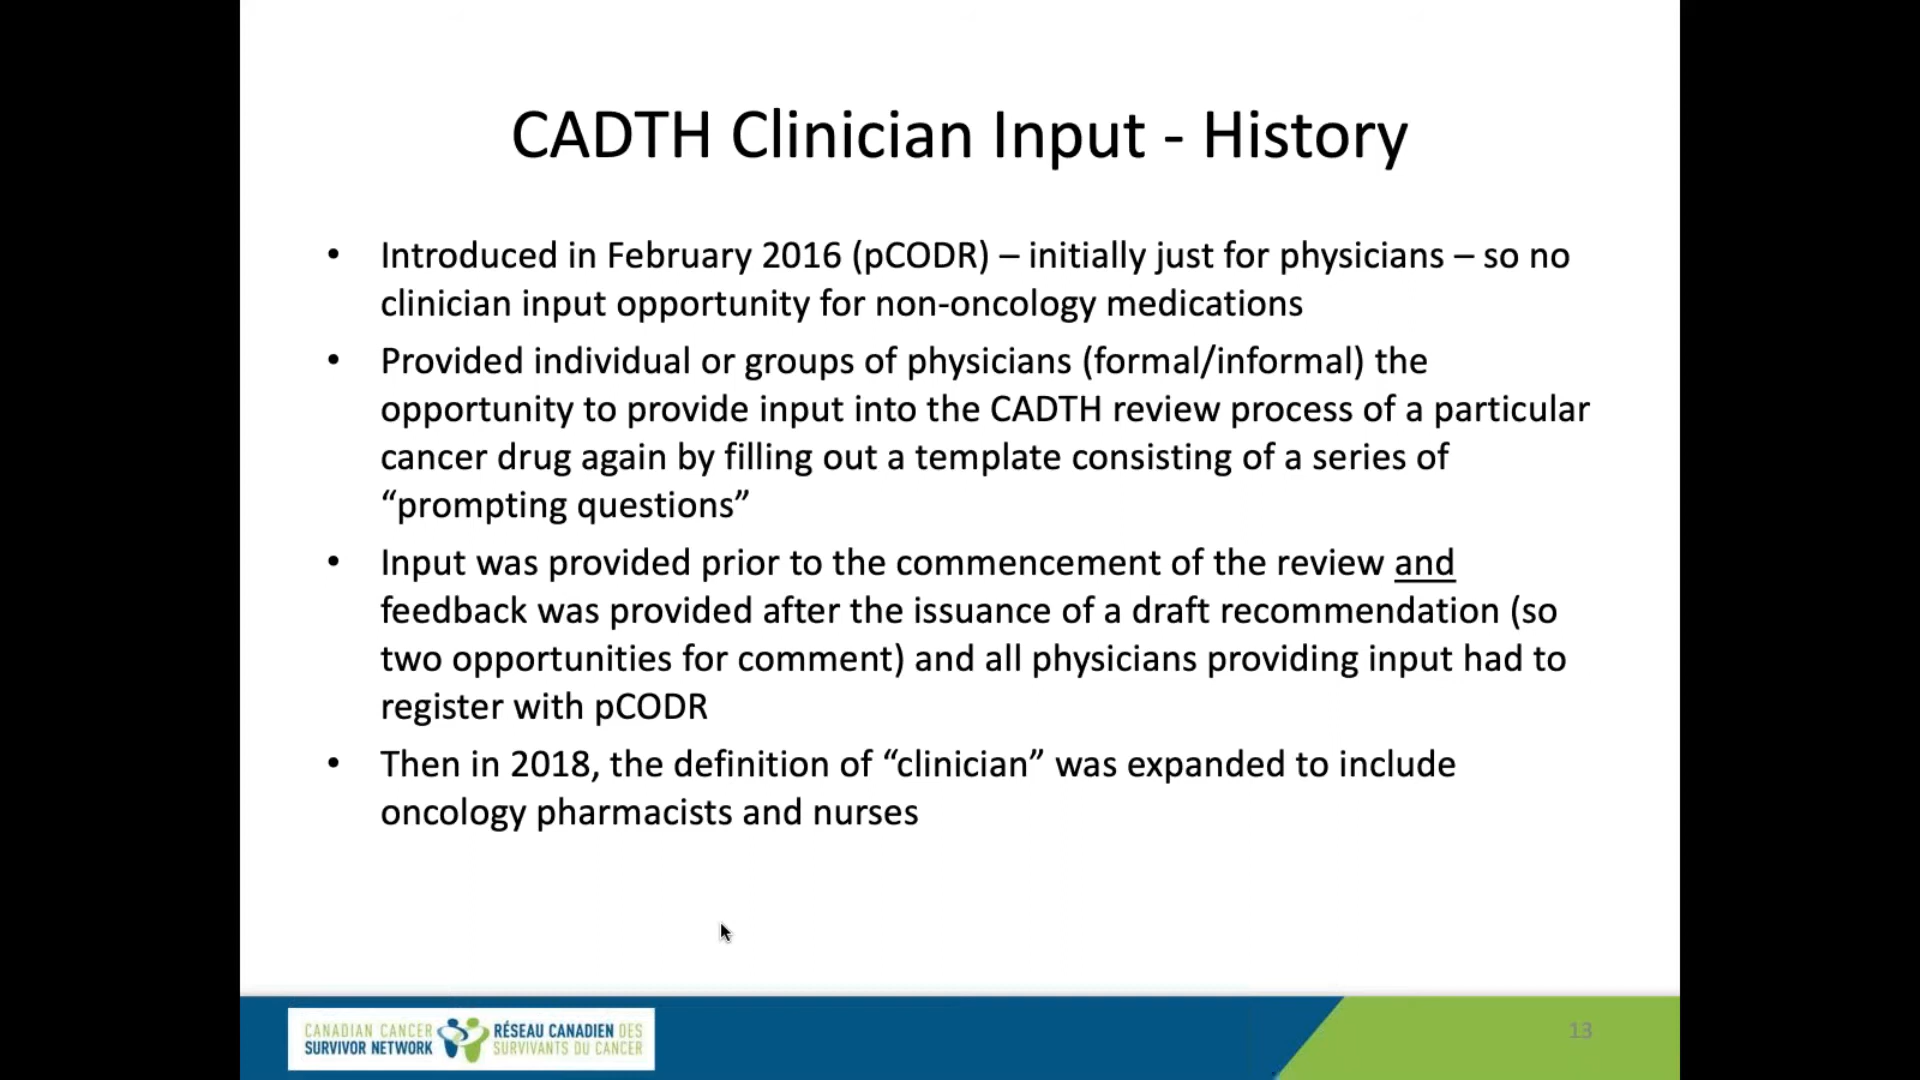 CADTH Clinician Input - History
• Introduced in February 2016 (pCODR) – initially just for physicians – so no
clinician input opportunity for non-oncology medications
• Provided individual or groups of physicians (formal/informal) the
opportunity to provide input into the CADTH review process of a particular
cancer drug again by filling out a template consisting of a series of
“prompting questions”
• Input was provided prior to the commencement of the review and
feedback was provided after the issuance of a draft recommendation (so
two opportunities for comment) and all physicians providing input had to
register with pCODR
• Then in 2018, the definition of “clinician” was expanded to include
oncology pharmacists and nurses
CANADIAN CANCER
SURVIVOR NETWORK
RÉSEAU CANADIEN DES
SURVIVANTS DU CANCER
13